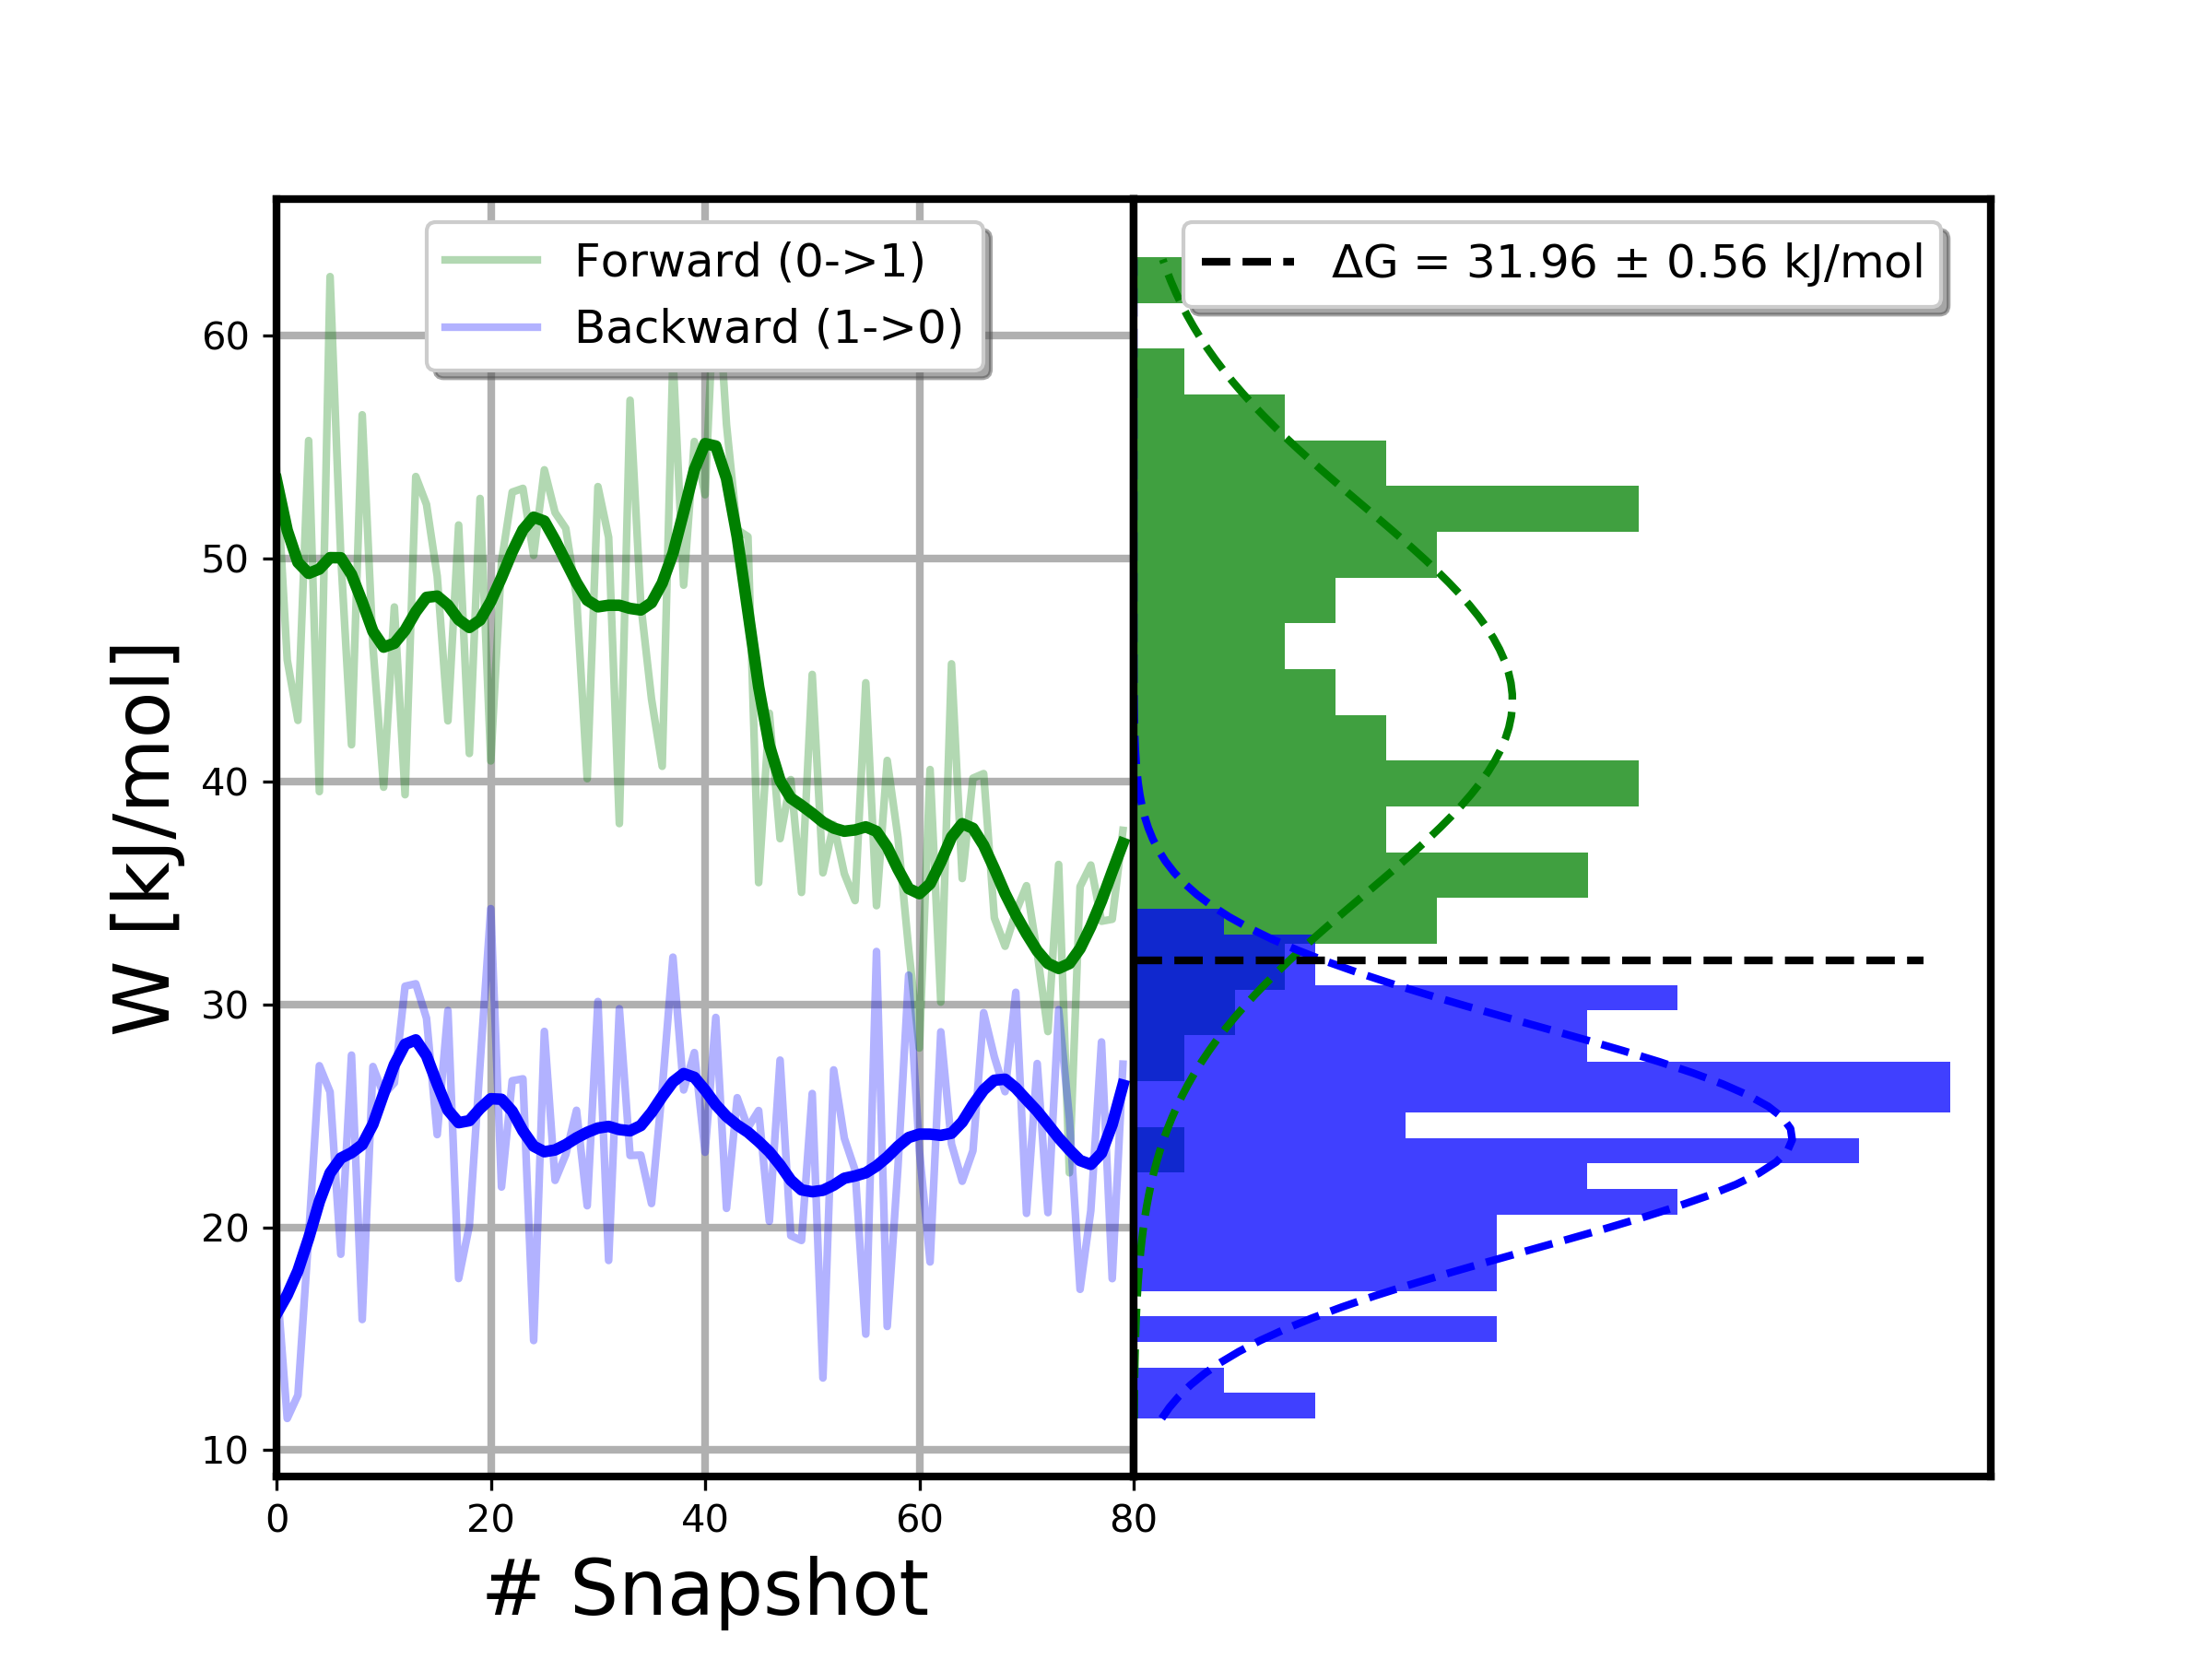 Forward (0->1)
Backward (1->0)
ΔG = 31.96 ± 0.56 kJ/mol
60
50
40
30
20
10
W [kJ/mol]
0 20 40 60 80
# Snapshot